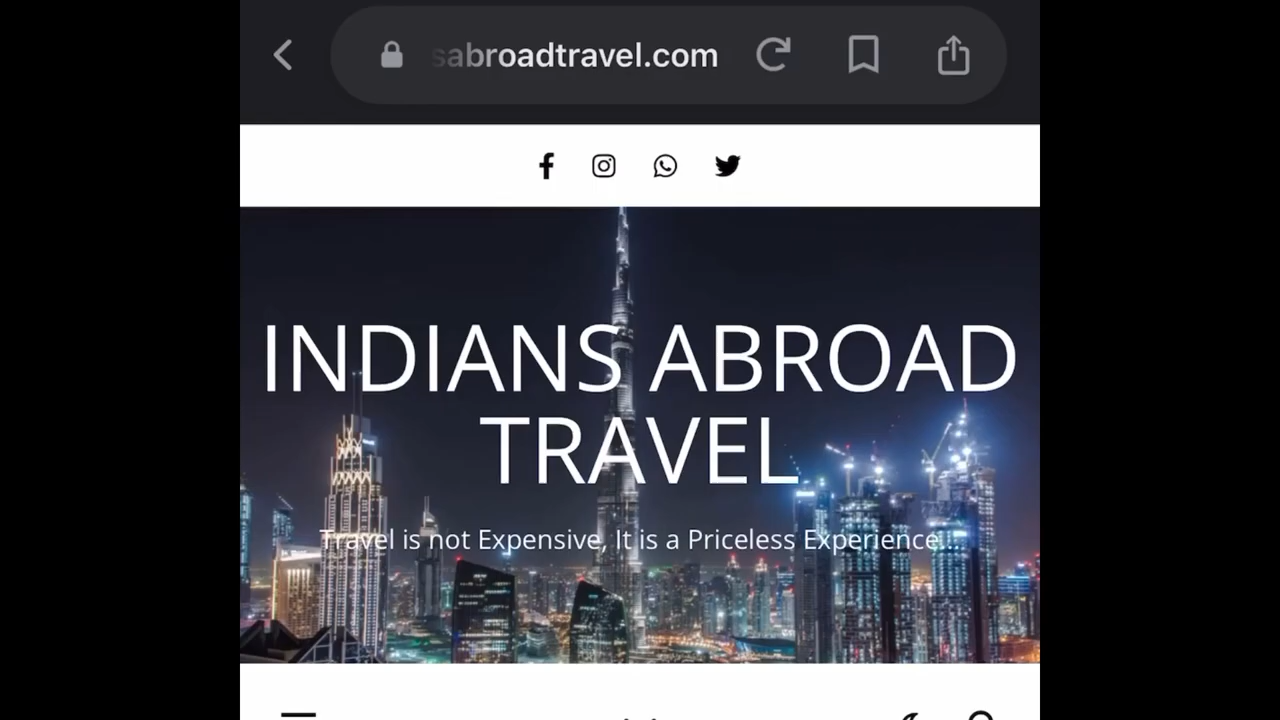 sabroadtravel.com
INDIANS ABROAD
TRAVEL
Travel is not Expensive, It is a Priceless Experience...